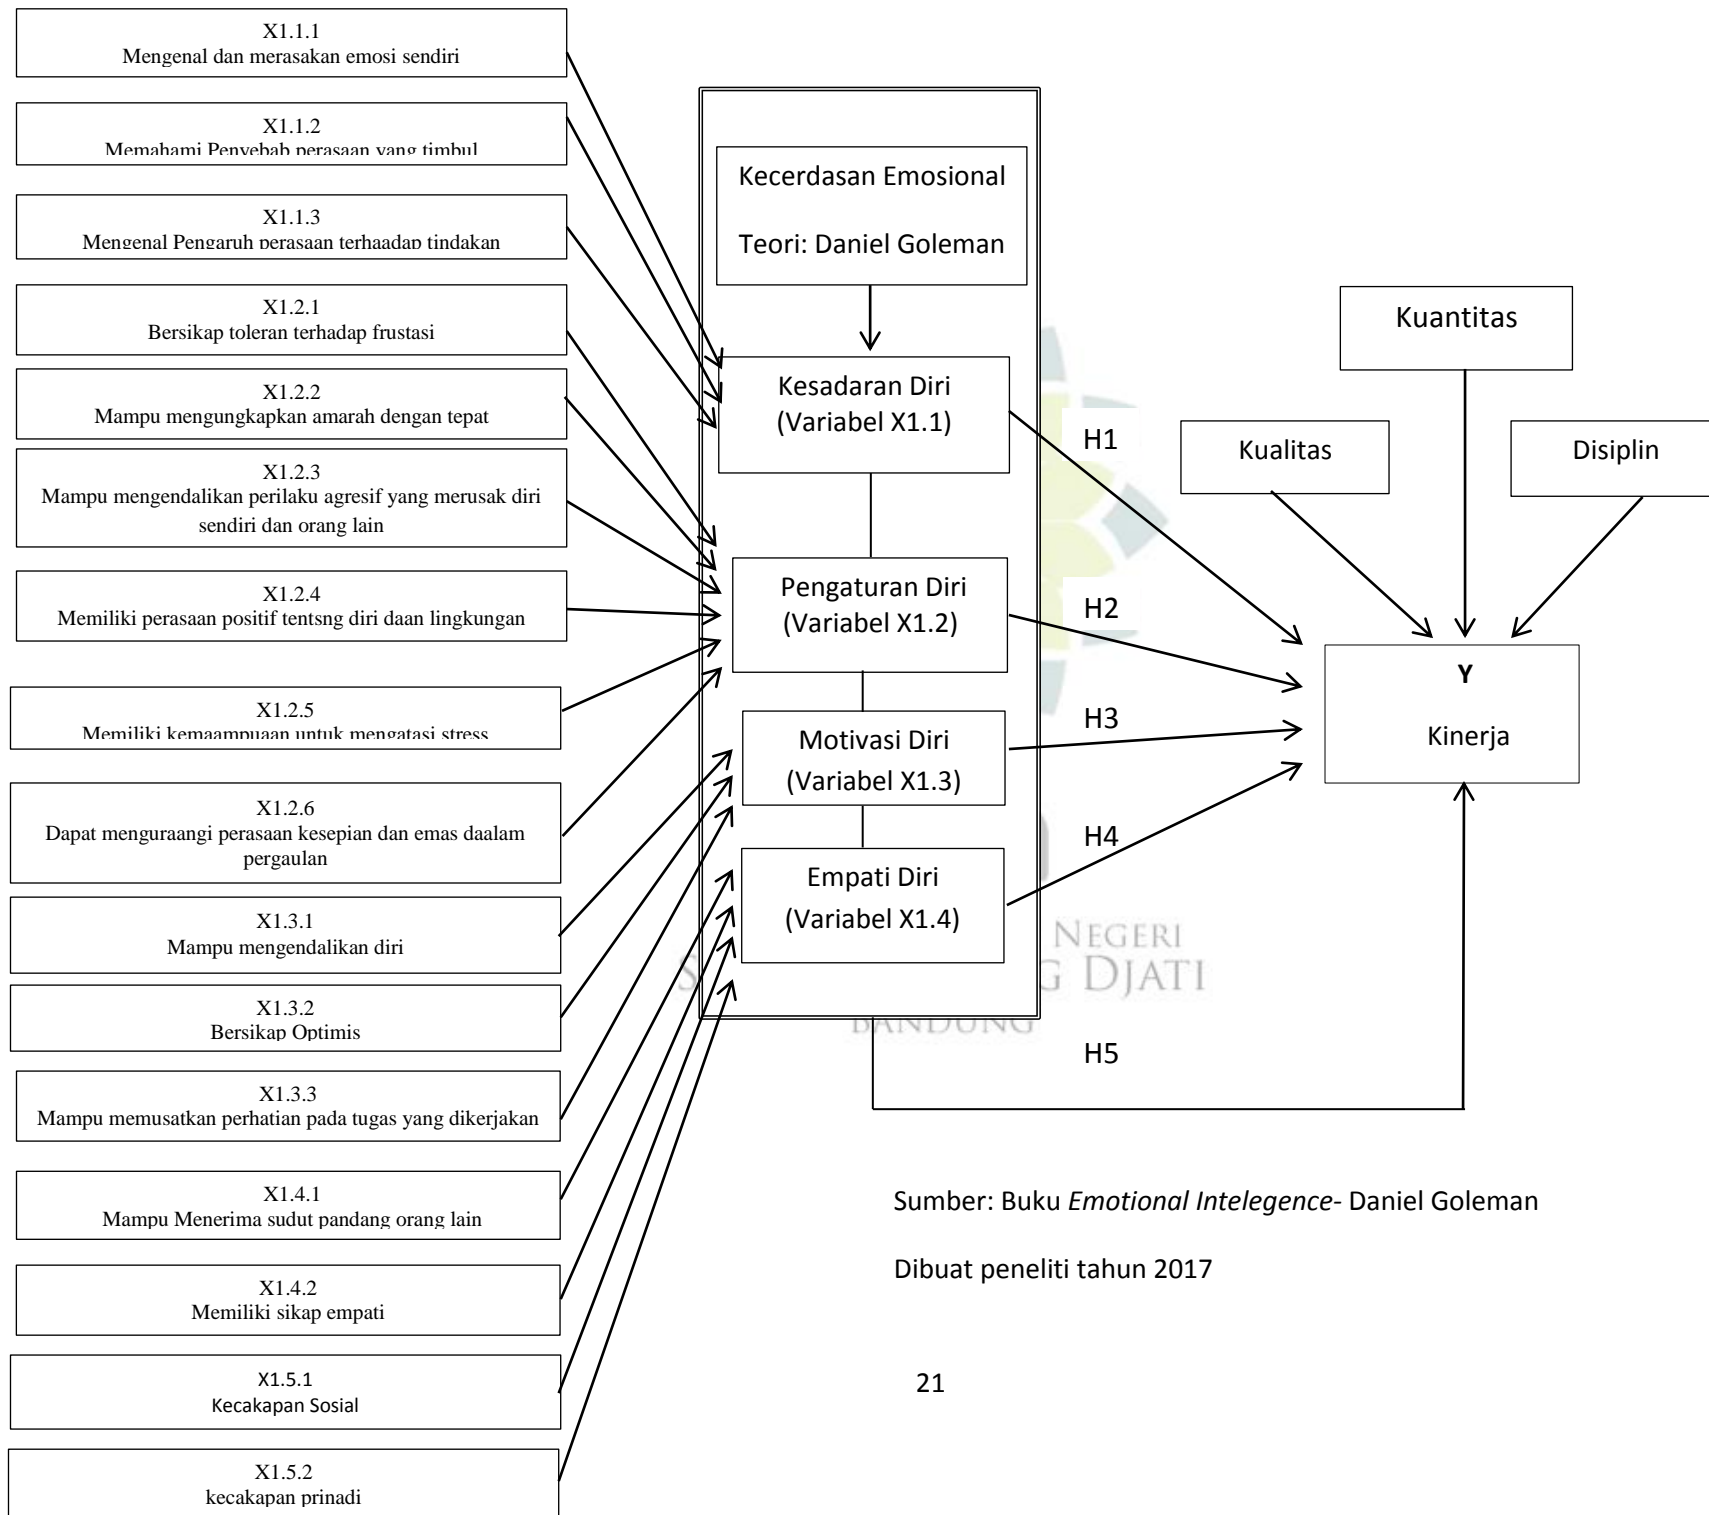 X1.1.1
Mengenal dan merasakan emosi sendiri
X1.1.2
Memahami Penyebab perasaan yang timbul
X1.1.3
Mengenal Pengaruh perasaan terhaadap tindakan
X1.2.1
Bersikap toleran terhadap frustasi
X1.2.2
Mampu mengungkapkan amarah dengan tepat
X1.2.3
Mampu mengendalikan perilaku agresif yang merusak diri
sendiri dan orang lain
X1.2.4
Memiliki perasaan positif tentsng diri daan lingkungan
X1.2.5
Memiliki kemaampuaan untuk mengatasi stress
X1.2.6
Dapat menguraangi perasaan kesepian dan emas daalam
pergaulan
X1.3.1
Mampu mengendalikan diri
X1.3.2
Bersikap Optimis
X1.3.3
Mampu memusatkan perhatian pada tugas yang dikerjakan
X1.4.1
Mampu Menerima sudut pandang orang lain
X1.4.2
Memiliki sikap empati
X1.5.1
Kecakapan Sosial
X1.5.2
kecakapan prinadi
Kecerdasan Emosional
Teori: Daniel Goleman
Kesadaran Diri
(Variabel X1.1)
Pengaturan Diri
(Variabel X1.2)
Motivasi Diri
(Variabel X1.3)
Empati Diri
(Variabel X1.4)
H1
H2
H3
H4
H5
Kuantitas
Kualitas
Disiplin
Y
Kinerja
NEGERI
G DJATI
BANDUNG
Sumber: Buku Emotional Intelegence- Daniel Goleman
Dibuat peneliti tahun 2017
21